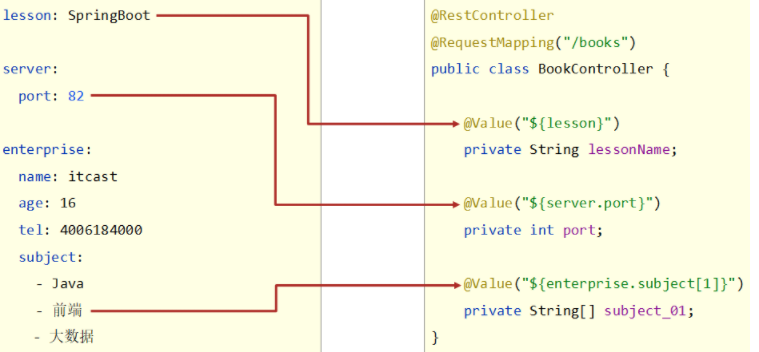 lesson: SpringBoot
server:
port: 82
enterprise:
name: itcast
age: 16
tel: 4006184000
subject:
- Java
- 前端
- 大数据
@RestController
@RequestMapping("/books")
public class BookController {
@Value("${lesson}")
private String lessonName;
@Value("${server.port}")
private int port;
@Value("${enterprise.subject[1]}")
private String[] subject_01;
}